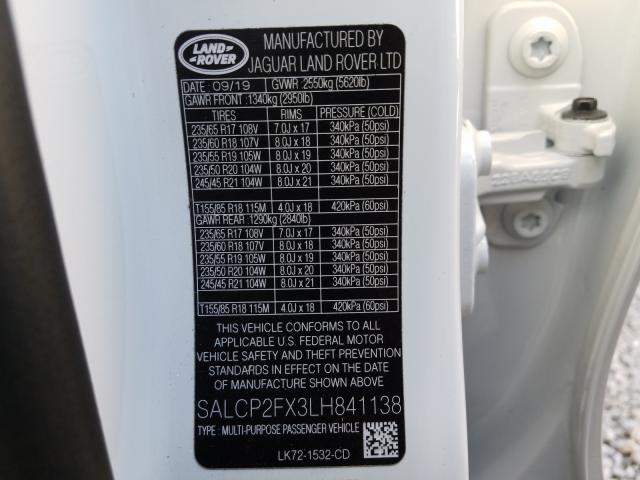 LAND-
ROVER
MANUFACTURED BY
JAGUAR LAND ROVER LTD
DATE: 09/19 GVWR :2550kg (5620lb)
GAWR FRONT :1340kg (2950lb)
TIRES RIMS PRESSURE (COLD)
235/65 R17 108V 7.0J x 17 340kPa (50psi)
235/60 R18 107V 8.0J x 18 340kPa (50psi)
235/55 R19 105W 8.0J x 19 340kPa (50psi)
235/50 R20 104W 8.0J x 20 340kPa (50psi)
245/45 R21 104W 8.0J x 21 340kPa (50psi)
T155/85 R18 115M 4.0J x 18 420kPa (60psi)
GAWR REAR :1290kg (2840lb)
235/65 R17 108V 7.0J x 17 340kPa (50psi)
235/60 R18 107V 8.0J x 18 340kPa (50psi)
235/55 R19 105W 8.0J x 19 340kPa (50psi)
235/50 R20 104W 8.0J x 20 340kPa (50psi)
245/45 R21 104W 8.0J x 21 340kPa (50psi)
T155/85 R18 115M 4.0J x 18 420kPa (60psi)
THIS VEHICLE CONFORMS TO ALL
APPLICABLE U.S. FEDERAL MOTOR
VEHICLE SAFETY AND THEFT PREVENTION
STANDARDS IN EFFECT ON THE DATE OF
MANUFACTURE SHOWN ABOVE
SALCP2FX3LH841138
TYPE : MULTI-PURPOSE PASSENGER VEHICLE
LK72-1532-CD